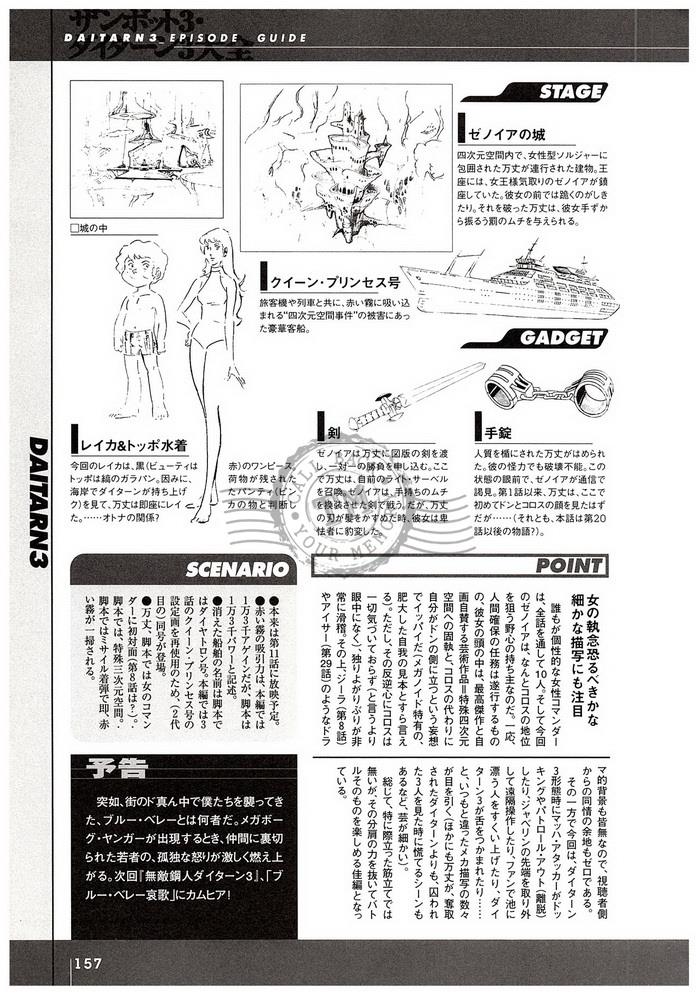 ザンボット3・
ダイターン3大全
DAITARN3 EPISODE GUIDE
STAGE
ゼノイアの城
四次元空間内で、女性型ソルジャーに
包囲された万丈が連行された建物。王
座には、女王様気取りのゼノイアが鎮
座していた。彼女の前では跪くのがしき
たり。それを破った万丈は、彼女手ずか
ら振るう罰のムチを与えられる。
□城の中
クイーン・プリンセス号
旅客機や列車と共に、赤い霧に吸い込
まれる“四次元空間事件”の被害にあっ
た豪華客船。
GADGET
レイカ&トッポ水着
今回のレイカは、黒(ビューティは
トッポは縞のガラパン。因みに、
海岸でダイターンが持ち上げ
ク)を見て、万丈は即座にレイ
た。……オトナの関係?
赤)のワンピース。
荷物が残された
たパンティ(ピン
カの物と判断し
剣
ゼノイアは万丈に図版の剣を渡
し、一対一の勝負を申し込む。ここ
で万丈は、自前のライト・サーベル
を召喚。ゼノイアは、手持ちのムチ
を換装させた剣で戦う。だが、万丈
の刃が髪をかすめた時、彼女は卑
怯者に豹変した。
手錠
人質を楯にされた万丈がはめられ
た。彼の怪力でも破壊不能。この
状態の眼前で、ゼノイアが通信で
謁見。第1話以来、万丈は、ここで
初めてドンとコロスの顔を見たはず
だが……(それとも、本話は第20
話以後の物語?)。
SCENARIO
●本来は第11話に放映予定。
●赤い霧の吸引力は、本編では
1万3千アゲインだが、脚本は
1万3千パワーと記述。
●消えた船舶の名前は脚本で
はダイヤトロン号。本編では3
話のクイーン・プリンセス号の
設定画を再使用のため、(2代
目の)同号が登場。
●万丈、脚本では女のコマン
ダーに初対面(第8話は?)。
脚本では、特殊三次元空間。
脚本ではミサイル着弾で即、赤
い霧が一掃される。
POINT
女の執念恐るべきかな
細かな描写にも注目
誰もが個性的な女性コマンダー
は、全話を通して10人。そして今回
のゼノイアは、なんとコロスの地位
を狙う野心の持ち主なのだ。一応、
人間確保の任務は遂行するもの
の、彼女の頭の中は、最高傑作と自
画自賛する芸術作品=特殊四次元
空間への固執と、コロスの代わりに
自分がドンの側に立つという妄想
でイッパイだ(メガノイド特有の、
肥大した自我の見本とすら言え
る)。ただし、その反逆心にコロスは
一切気づいておらず(と言うより
眼中になく)、独りよがりぶりが非
常に滑稽。その上、ジーラ(第8話)
やアイザー(第29話)のようなドラ
マ的背景も皆無なので、視聴者側
からの同情の余地もゼロである。
その一方で今回は、ダイターン
3形態時にマッハ・アタッカーがドッ
キングやパトロール・アウト(離脱)
したり、ジャベリンの先端を取り外
して遠隔操作したり、ファンで池に
漂う人をすくい上げたり、ダイ
ターン3が舌をつかまれたり……
と、いつもと違ったメカ描写の数々
が目を引く(ほかにも万丈が、奪取
されたダイターンよりも、囚われ
た3人を見た時に慌てるシーンも
あるなど、芸が細かい)。
総じて、特に際立った筋立てでは
無いが、その分肩の力を抜いてバト
ルそのものを楽しめる佳編となっ
ている。
予告
突如、街のド真ん中で僕たちを襲ってき
た、ブルー・ベレーとは何者だ。メガボー
グ・ヤンガーが出現するとき、仲間に裏切
られた若者の、孤独な怒りが激しく燃え上
がる。次回『無敵鋼人ダイターン3』、「ブ
ルー・ベレー哀歌」にカムヒア!
DAITARN3
157